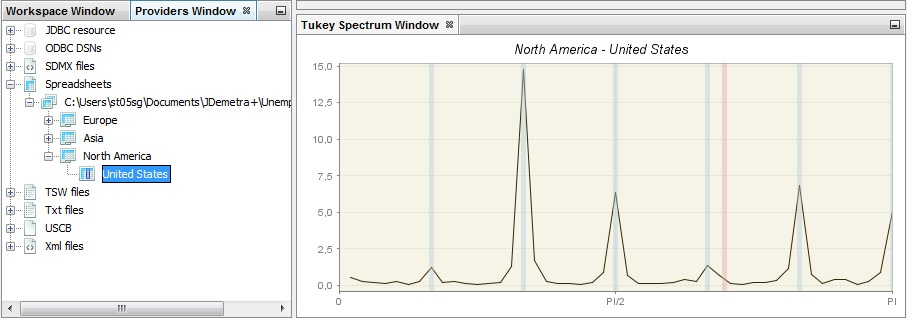 Workspace Window Providers Window
JDBC resource
ODBC DSNs
SDMX files
Spreadsheets
C:\Users\st05sg\Documents\JDemetra+\Unemp
Europe
Asia
North America
United States
TSW files
Txt files
USCB
Xml files
Tukey Spectrum Window
North America - United States
15,0
12,5
10,0
7,5
5,0
2,5
0,0
0 PI/2 PI